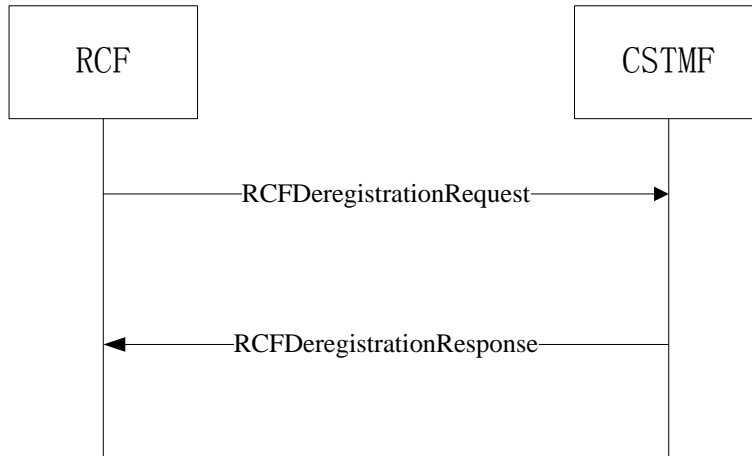 RCF
CSTMF
RCFDeregistrationRequest
RCFDeregistrationResponse